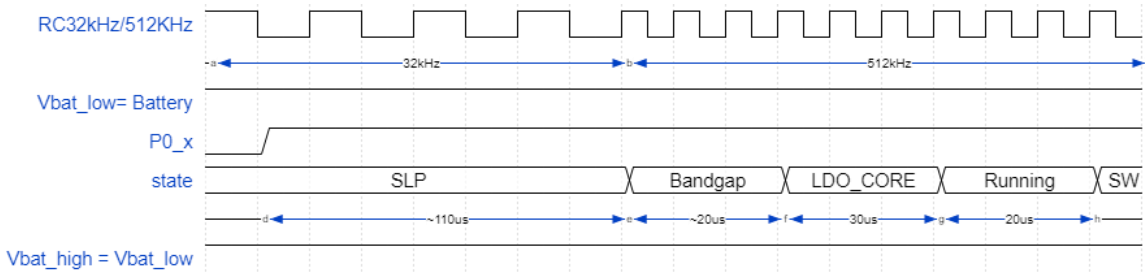 RC32kHz/512KHz
a 32kHz b 512kHz
Vbat_low= Battery
P0_x
state SLP Bandgap LDO_CORE Running SW
d ~110us e ~20us f 30us g 20us h
Vbat_high = Vbat_low